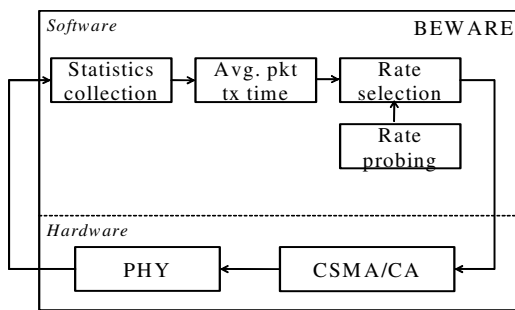 Software
BEWARE
Statistics
collection
Avg. pkt
tx time
Rate
selection
Rate
probing
Hardware
PHY
CSMA/CA